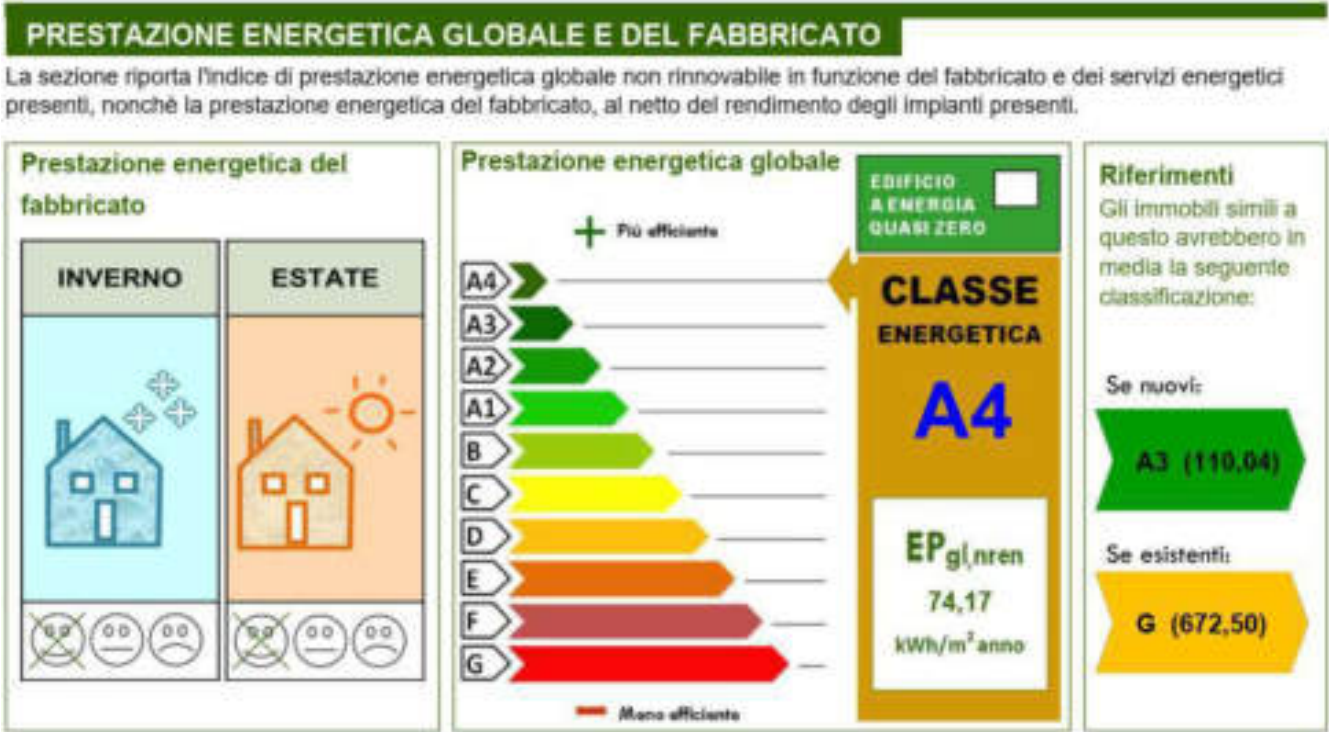 PRESTAZIONE ENERGETICA GLOBALE E DEL FABBRICATO
La sezione riporta l'indice di prestazione energetica globale non rinnovabile in funzione del fabbricato e dei servizi energetici
presenti, nonchè la prestazione energetica del fabbricato, al netto del rendimento degli impianti presenti.
Prestazione energetica del
fabbricato
INVERNO
ESTATE
Prestazione energetica globale
+ Più efficiente
A4
A3
A2
A1
B
C
D
E
F
G
— Meno efficiente
EDIFICIO
A ENERGIA
QUASI ZERO
CLASSE
ENERGETICA
A4
EPgl,nren
74,17
kWh/m² anno
Riferimenti
Gli immobili simili a
questo avrebbero in
media la seguente
classificazione:
Se nuovi:
A3 (110,04)
Se esistenti:
G (672,50)